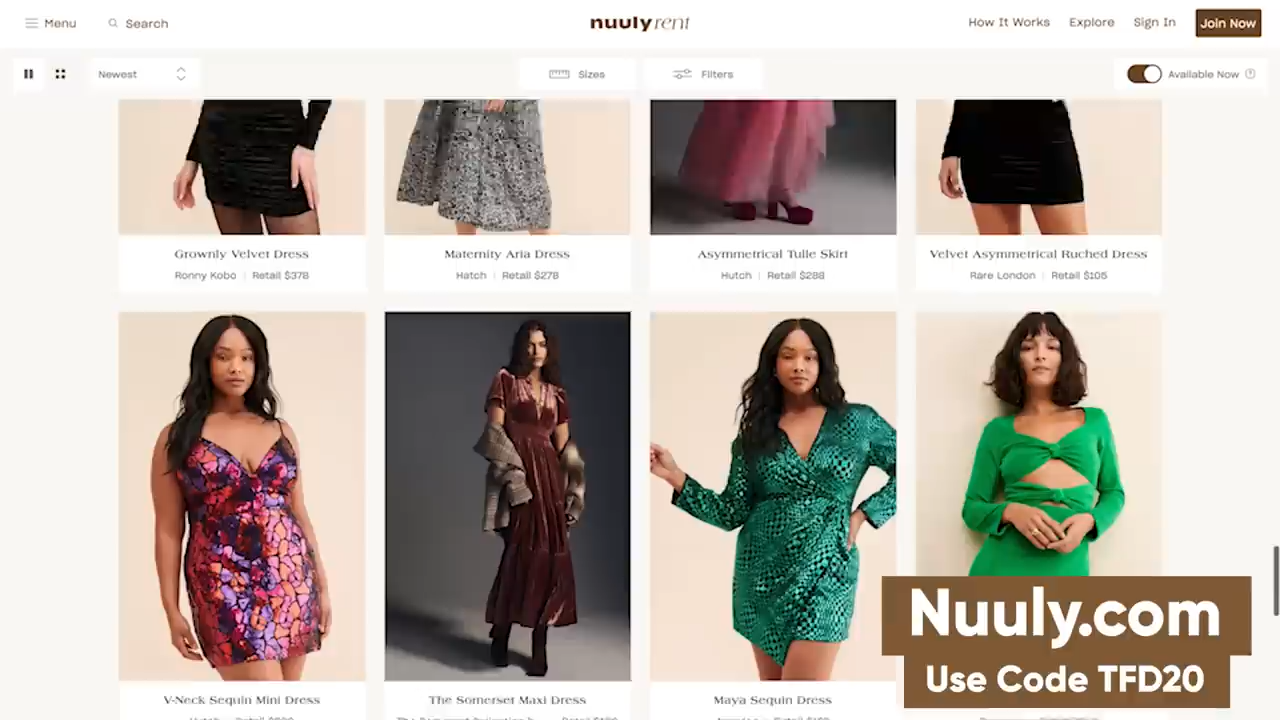 Menu
Search
nuuly rent
How It Works
Explore
Sign In
Join Now
Newest
Sizes
Filters
Available Now
Grownly Velvet Dress
Ronny Kobo | Retail $378
Maternity Aria Dress
Hatch | Retail $278
Asymmetrical Tulle Skirt
Hutch | Retail $288
Velvet Asymmetrical Ruched Dress
Rare London | Retail $105
V-Neck Sequin Mini Dress
The Somerset Maxi Dress
Maya Sequin Dress
Nuuly.com
Use Code TFD20